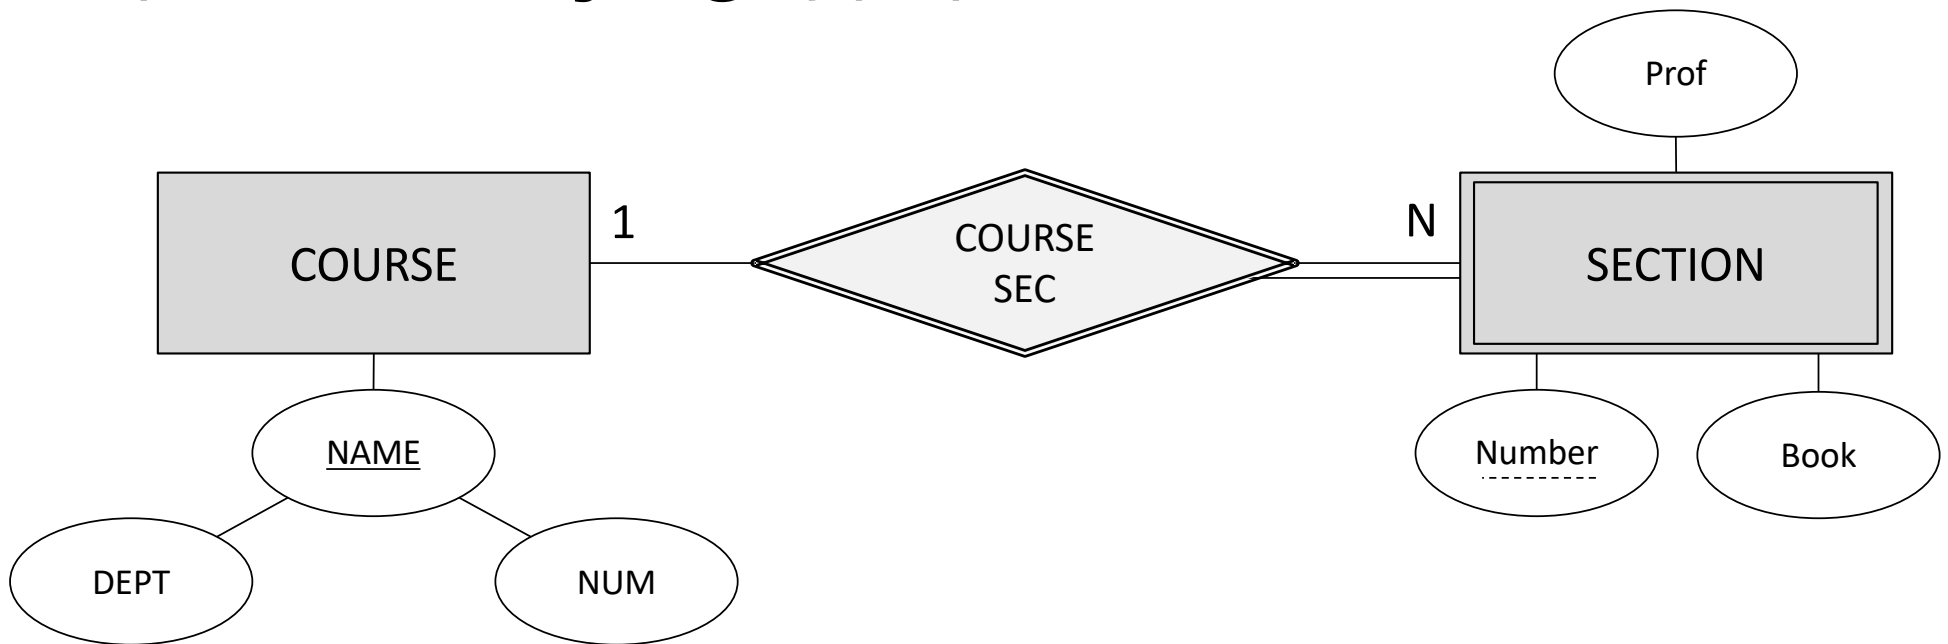 Prof
COURSE
1
COURSE
SEC
N
SECTION
NAME
Number
Book
DEPT
NUM